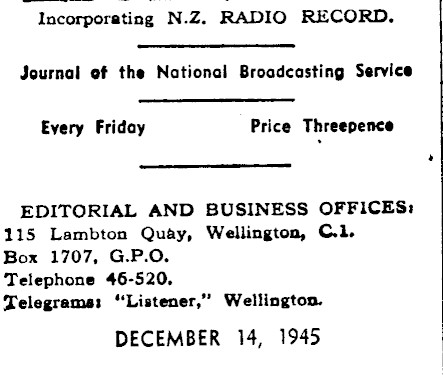 Incorporating N.Z. RADIO RECORD.
Journal of the National Broadcasting Service
Every Friday Price Threepence
EDITORIAL AND BUSINESS OFFICES:
115 Lambton Quay, Wellington, C.1.
Box 1707, G.P.O.
Telephone 46-520.
Telegrams: "Listener," Wellington.
DECEMBER 14, 1945